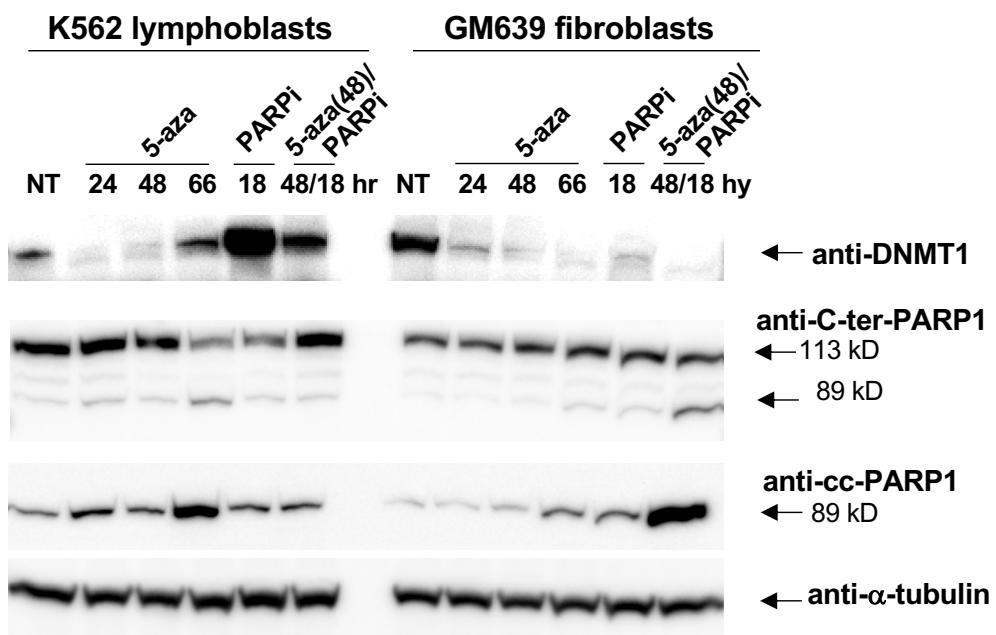 K562 lymphoblasts GM639 fibroblasts
5-aza PARPi 5-aza(48)/ PARPi 5-aza PARPi 5-aza(48)/ PARPi
NT 24 48 66 18 48/18 hr NT 24 48 66 18 48/18 hy
anti-DNMT1
anti-C-ter-PARP1
113 kD
89 kD
anti-cc-PARP1
89 kD
anti-α-tubulin